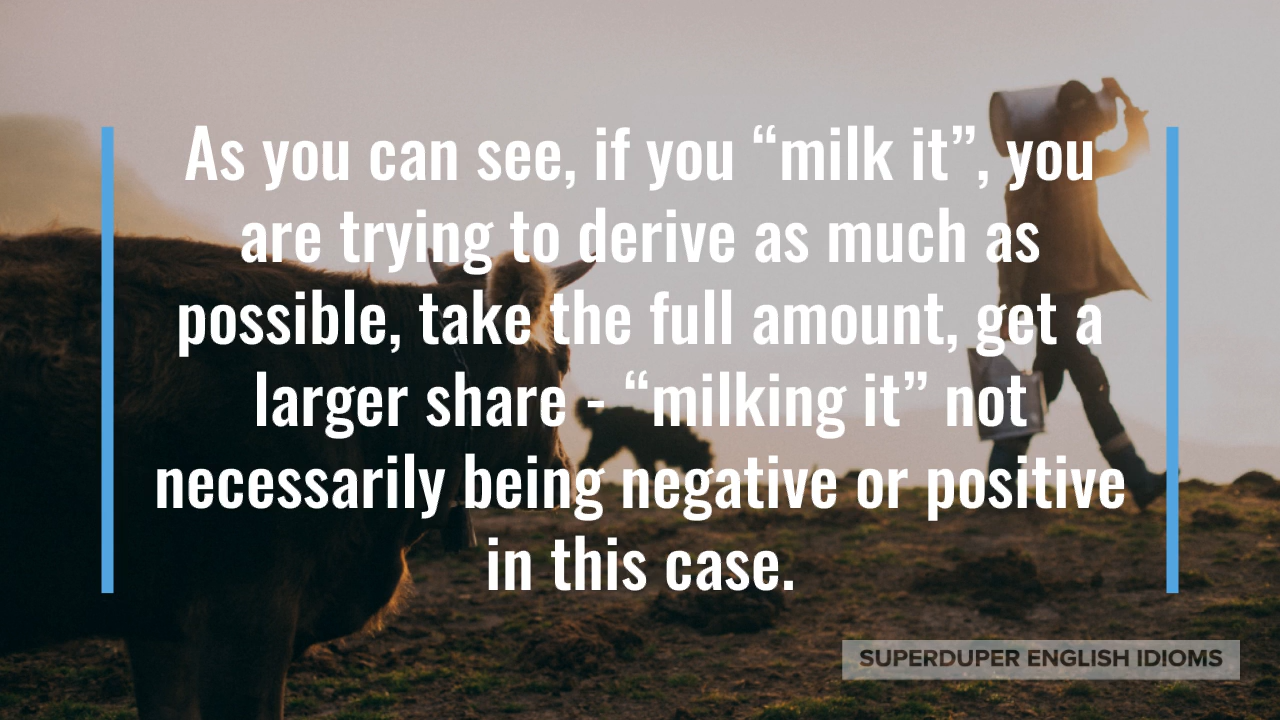 As you can see, if you “milk it”, you
are trying to derive as much as
possible, take the full amount, get a
larger share - “milking it” not
necessarily being negative or positive
in this case.
SUPERDUPER ENGLISH IDIOMS